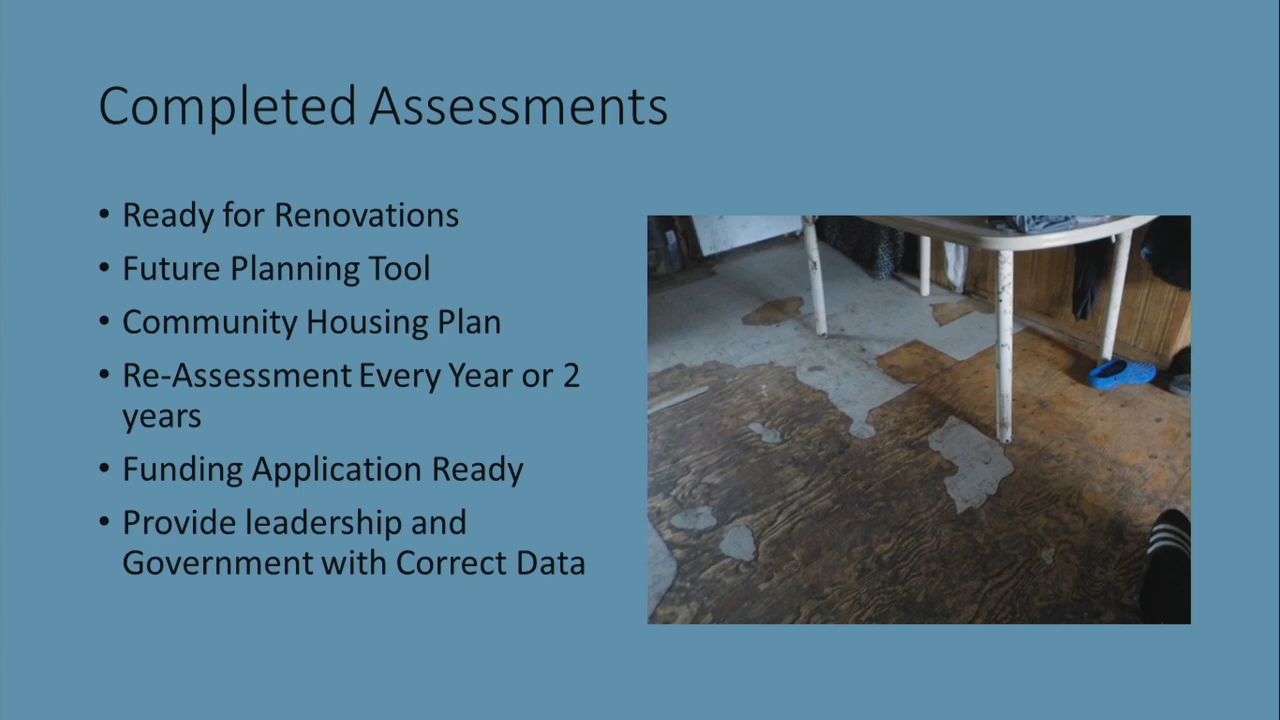 Completed Assessments
• Ready for Renovations
• Future Planning Tool
• Community Housing Plan
• Re-Assessment Every Year or 2
years
• Funding Application Ready
• Provide leadership and
Government with Correct Data